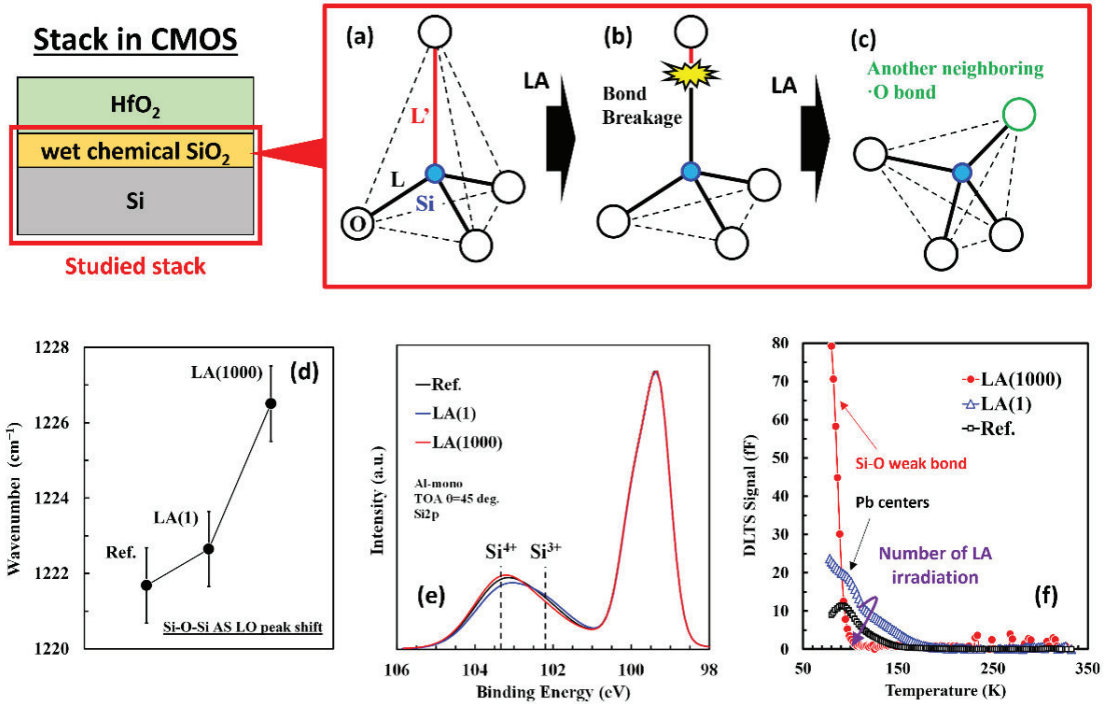 Stack in CMOS
HfO₂
wet chemical SiO₂
Si
Studied stack
(a)
L'
L
Si
O
LA
(b)
Bond
Breakage
LA
(c)
Another neighboring
·O bond
Wavenumber (cm⁻¹)
1228
1226
1224
1222
1220
(d)
LA(1000)
LA(1)
Ref.
Si-O-Si AS LO peak shift
Intensity (a.u.)
Ref.
LA(1)
LA(1000)
Al-mono
TOA θ=45 deg.
Si2p
Si⁴⁺ Si³⁺
(e)
106 104 102 100 98
Binding Energy (eV)
DLTS Signal (fF)
80
70
60
50
40
30
20
10
0
LA(1000)
LA(1)
Ref.
Si-O weak bond
Pb centers
Number of LA
irradiation
(f)
50 150 250 350
Temperature (K)